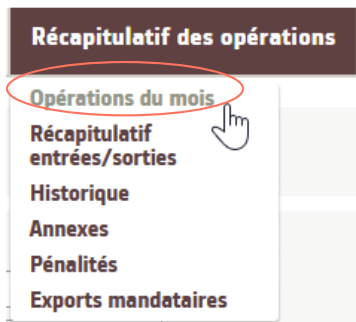 Récapitulatif des opérations
Opérations du mois
Récapitulatif
entrées/sorties
Historique
Annexes
Pénalités
Exports mandataires